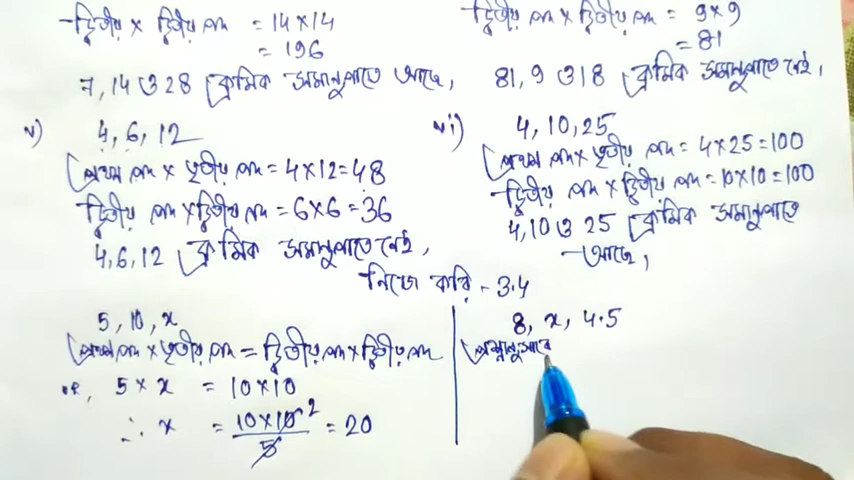 দ্বিতীয় × দ্বিতীয় পদ = 14×14
= 196
7, 14 ও 28 ক্রমিক সমানুপাতে আছে,
দ্বিতীয় পদ × দ্বিতীয় পদ = 9×9
= 81
81, 9 ও 18 ক্রমিক সমানুপাতে নেই,
v) 4, 6, 12
প্রথম পদ × তৃতীয় পদ = 4×12=48
দ্বিতীয় পদ × দ্বিতীয় পদ = 6×6=36
4,6,12 ক্রমিক সমানুপাতে নেই,
vi) 4, 10, 25
প্রথম পদ × তৃতীয় পদ = 4×25=100
দ্বিতীয় পদ × দ্বিতীয় পদ = 10×10=100
4,10 ও 25 ক্রমিক সমানুপাতে
আছে,
নিজে করি - 3.4
5, 10, x
প্রথম পদ × তৃতীয় পদ = দ্বিতীয় পদ × দ্বিতীয় পদ
বা, 5 × x = 10×10
∴ x = 10×10 2 / 5 = 20
8, x, 4.5
প্রশ্নানুসারে